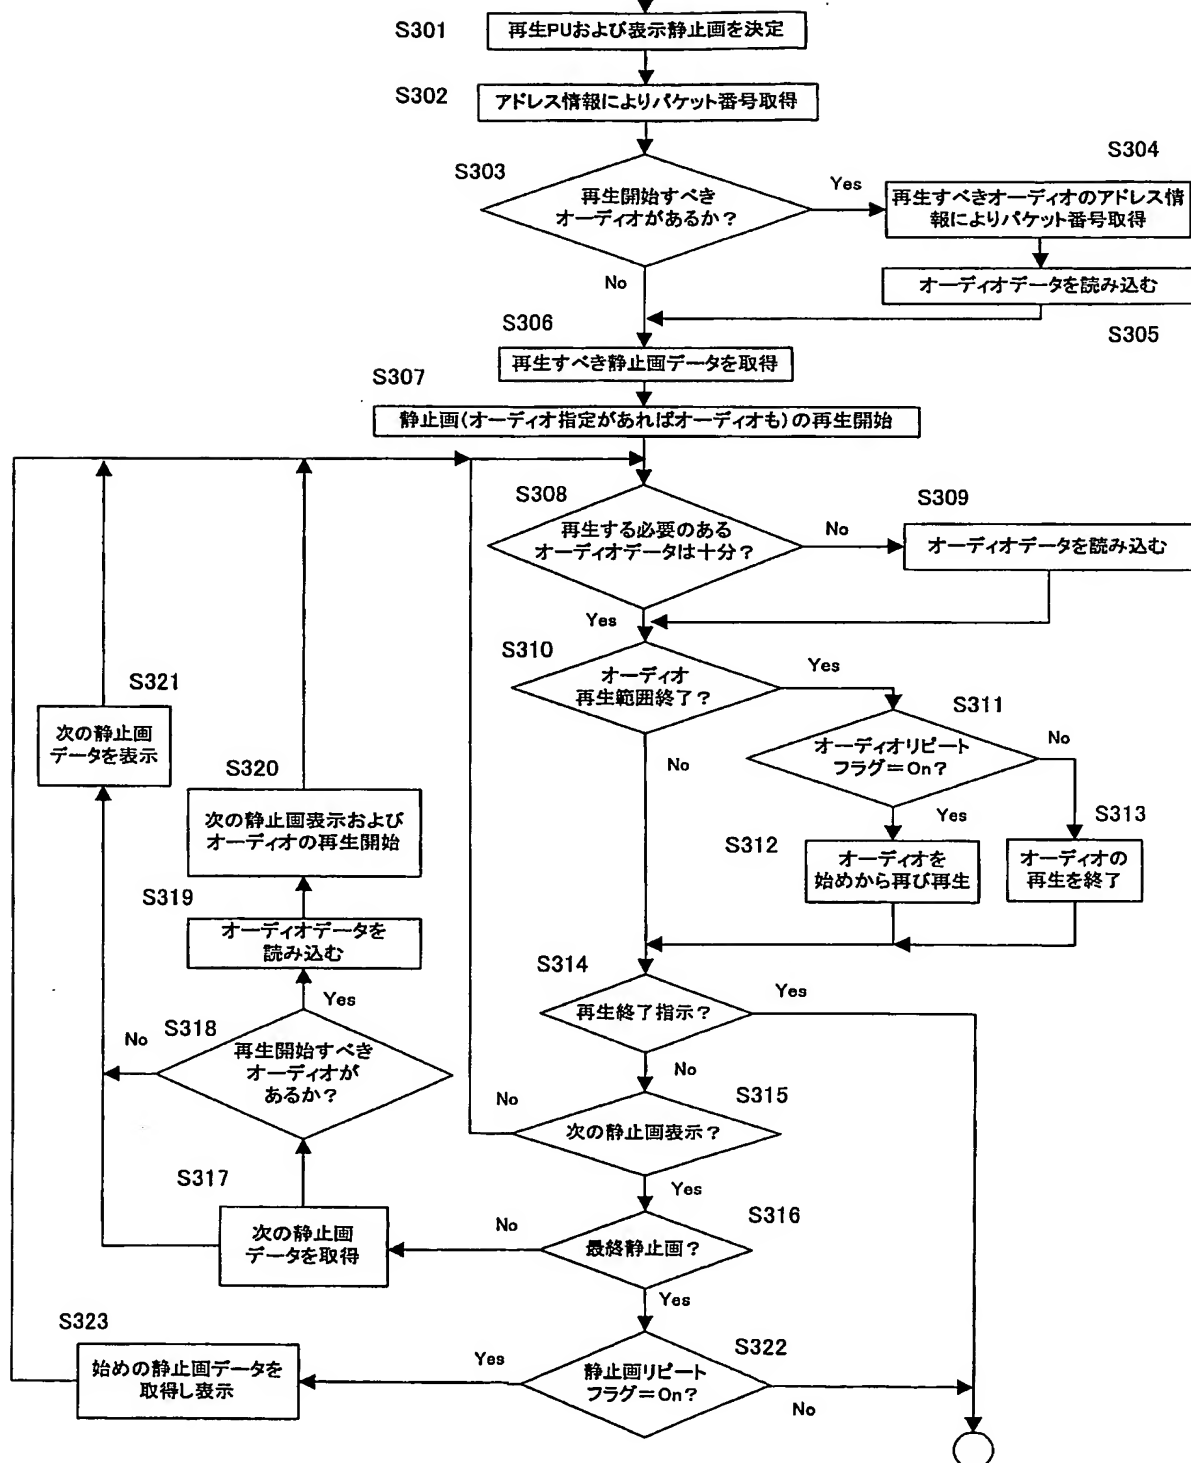 S301
再生PUおよび表示静止画を決定
S302
アドレス情報によりパケット番号取得
S303
再生開始すべき
オーディオがあるか？
Yes
No
S304
再生すべきオーディオのアドレス情
報によりパケット番号取得
オーディオデータを読み込む
S305
S306
再生すべき静止画データを取得
S307
静止画(オーディオ指定があればオーディオも)の再生開始
S308
再生する必要のある
オーディオデータは十分？
No
Yes
S309
オーディオデータを読み込む
S310
オーディオ
再生範囲終了？
Yes
No
S311
オーディオリピート
フラグ＝On？
No
Yes
S312
オーディオを
始めから再び再生
S313
オーディオの
再生を終了
S314
再生終了指示？
Yes
No
S315
次の静止画表示？
No
Yes
S316
最終静止画？
No
Yes
S317
次の静止画
データを取得
S318
再生開始すべき
オーディオが
あるか？
No
Yes
S319
オーディオデータを
読み込む
S320
次の静止画表示および
オーディオの再生開始
S321
次の静止画
データを表示
S322
静止画リピート
フラグ＝On？
Yes
No
S323
始めの静止画データを
取得し表示